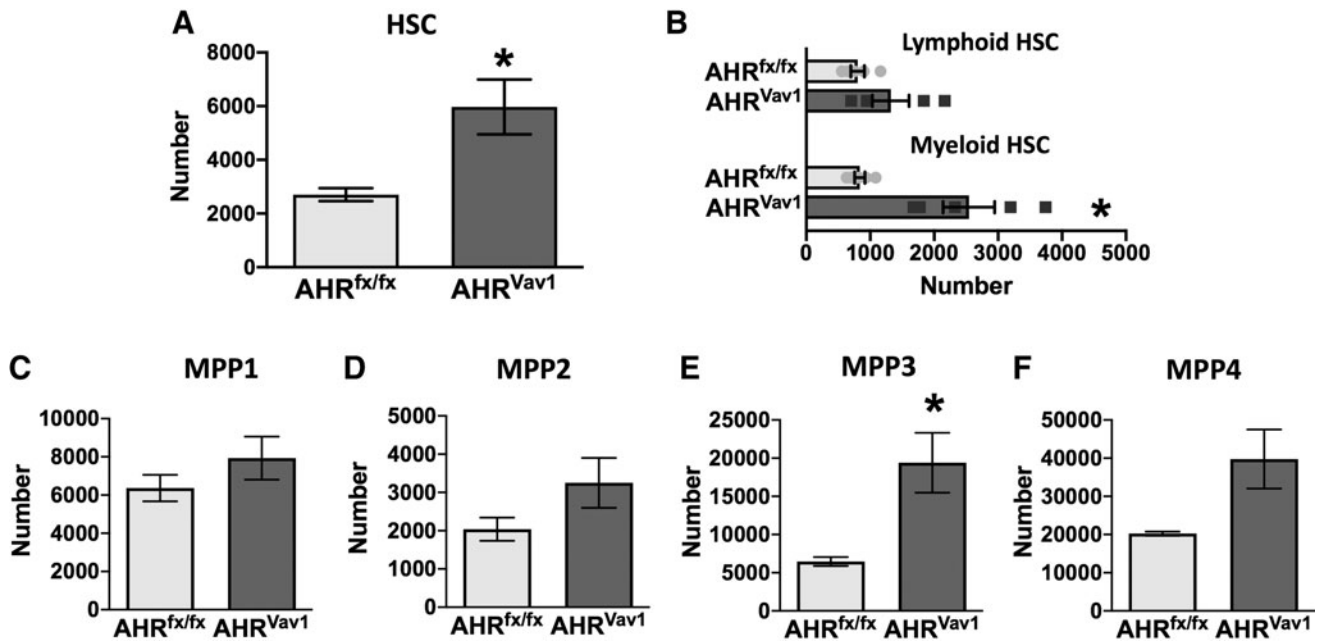 A
HSC
*
8000
6000
4000
2000
0
Number
AHRfx/fx
AHRVav1
B
Lymphoid HSC
AHRfx/fx
AHRVav1
Myeloid HSC
AHRfx/fx
AHRVav1
*
0 1000 2000 3000 4000 5000
Number
C
MPP1
10000
8000
6000
4000
2000
0
Number
AHRfx/fx AHRVav1
D
MPP2
5000
4000
3000
2000
1000
0
Number
AHRfx/fx AHRVav1
E
MPP3
*
25000
20000
15000
10000
5000
0
Number
AHRfx/fx AHRVav1
F
MPP4
50000
40000
30000
20000
10000
0
Number
AHRfx/fx AHRVav1